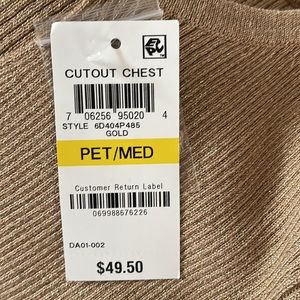 CUTOUT CHEST
7 06256 95020 4
STYLE 6D404P485
GOLD
PET/MED
Customer Return Label
069988676226
DA01-002
$49.50